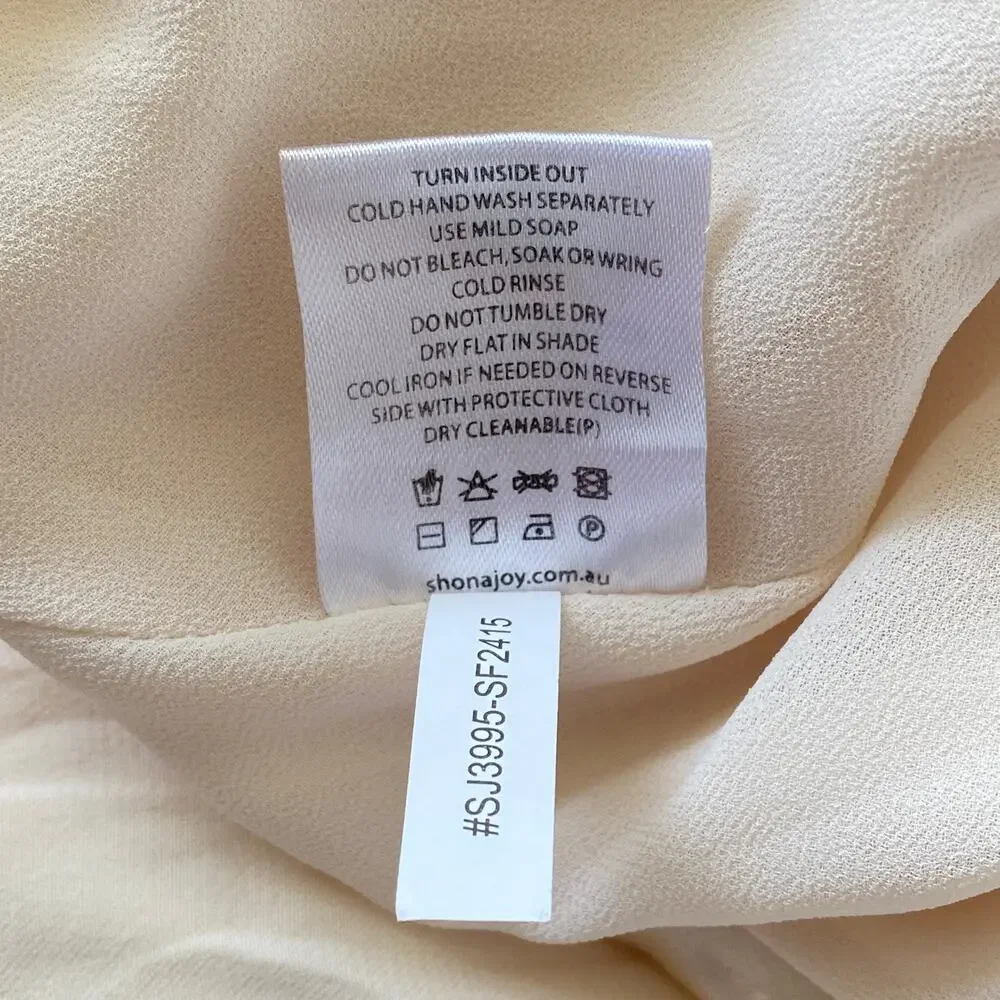 TURN INSIDE OUT
COLD HAND WASH SEPARATELY
USE MILD SOAP
DO NOT BLEACH, SOAK OR WRING
COLD RINSE
DO NOT TUMBLE DRY
DRY FLAT IN SHADE
COOL IRON IF NEEDED ON REVERSE
SIDE WITH PROTECTIVE CLOTH
DRY CLEANABLE(P)
P
shonajoy.com.au
#SJ3995-SF2415